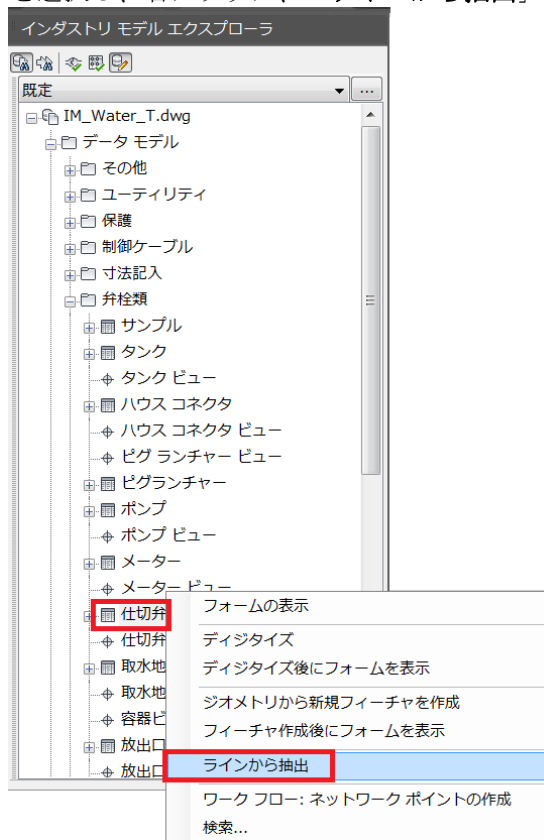 インダストリ モデル エクスプローラ
既定
...
IM_Water_T.dwg
データ モデル
その他
ユーティリティ
保護
制御ケーブル
寸法記入
弁栓類
サンプル
タンク
タンク ビュー
ハウス コネクタ
ハウス コネクタ ビュー
ピグ ランチャー ビュー
ピグランチャー
ポンプ
ポンプ ビュー
メーター
メーター ビュー
仕切弁
仕切弁
取水地
取水地
容器ビ
放出口
放出口
フォームの表示
ディジタイズ
ディジタイズ後にフォームを表示
ジオメトリから新規フィーチャを作成
フィーチャ作成後にフォームを表示
ラインから抽出
ワーク フロー: ネットワーク ポイントの作成
検索...